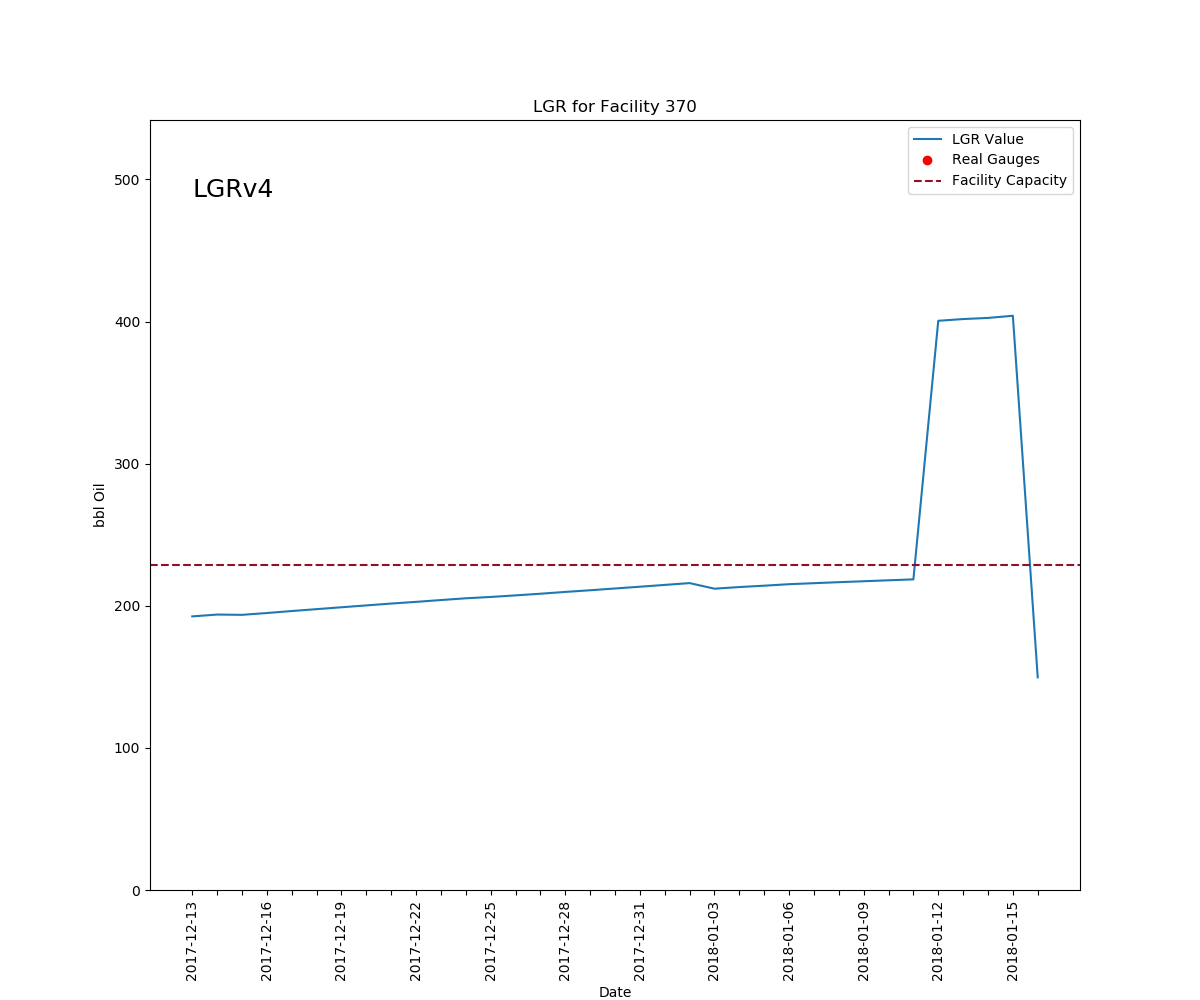 LGR for Facility 370
LGRv4
LGR Value
Real Gauges
Facility Capacity
500
400
300
200
100
0
bbl Oil
2017-12-13
2017-12-16
2017-12-19
2017-12-22
2017-12-25
2017-12-28
2017-12-31
2018-01-03
2018-01-06
2018-01-09
2018-01-12
2018-01-15
Date